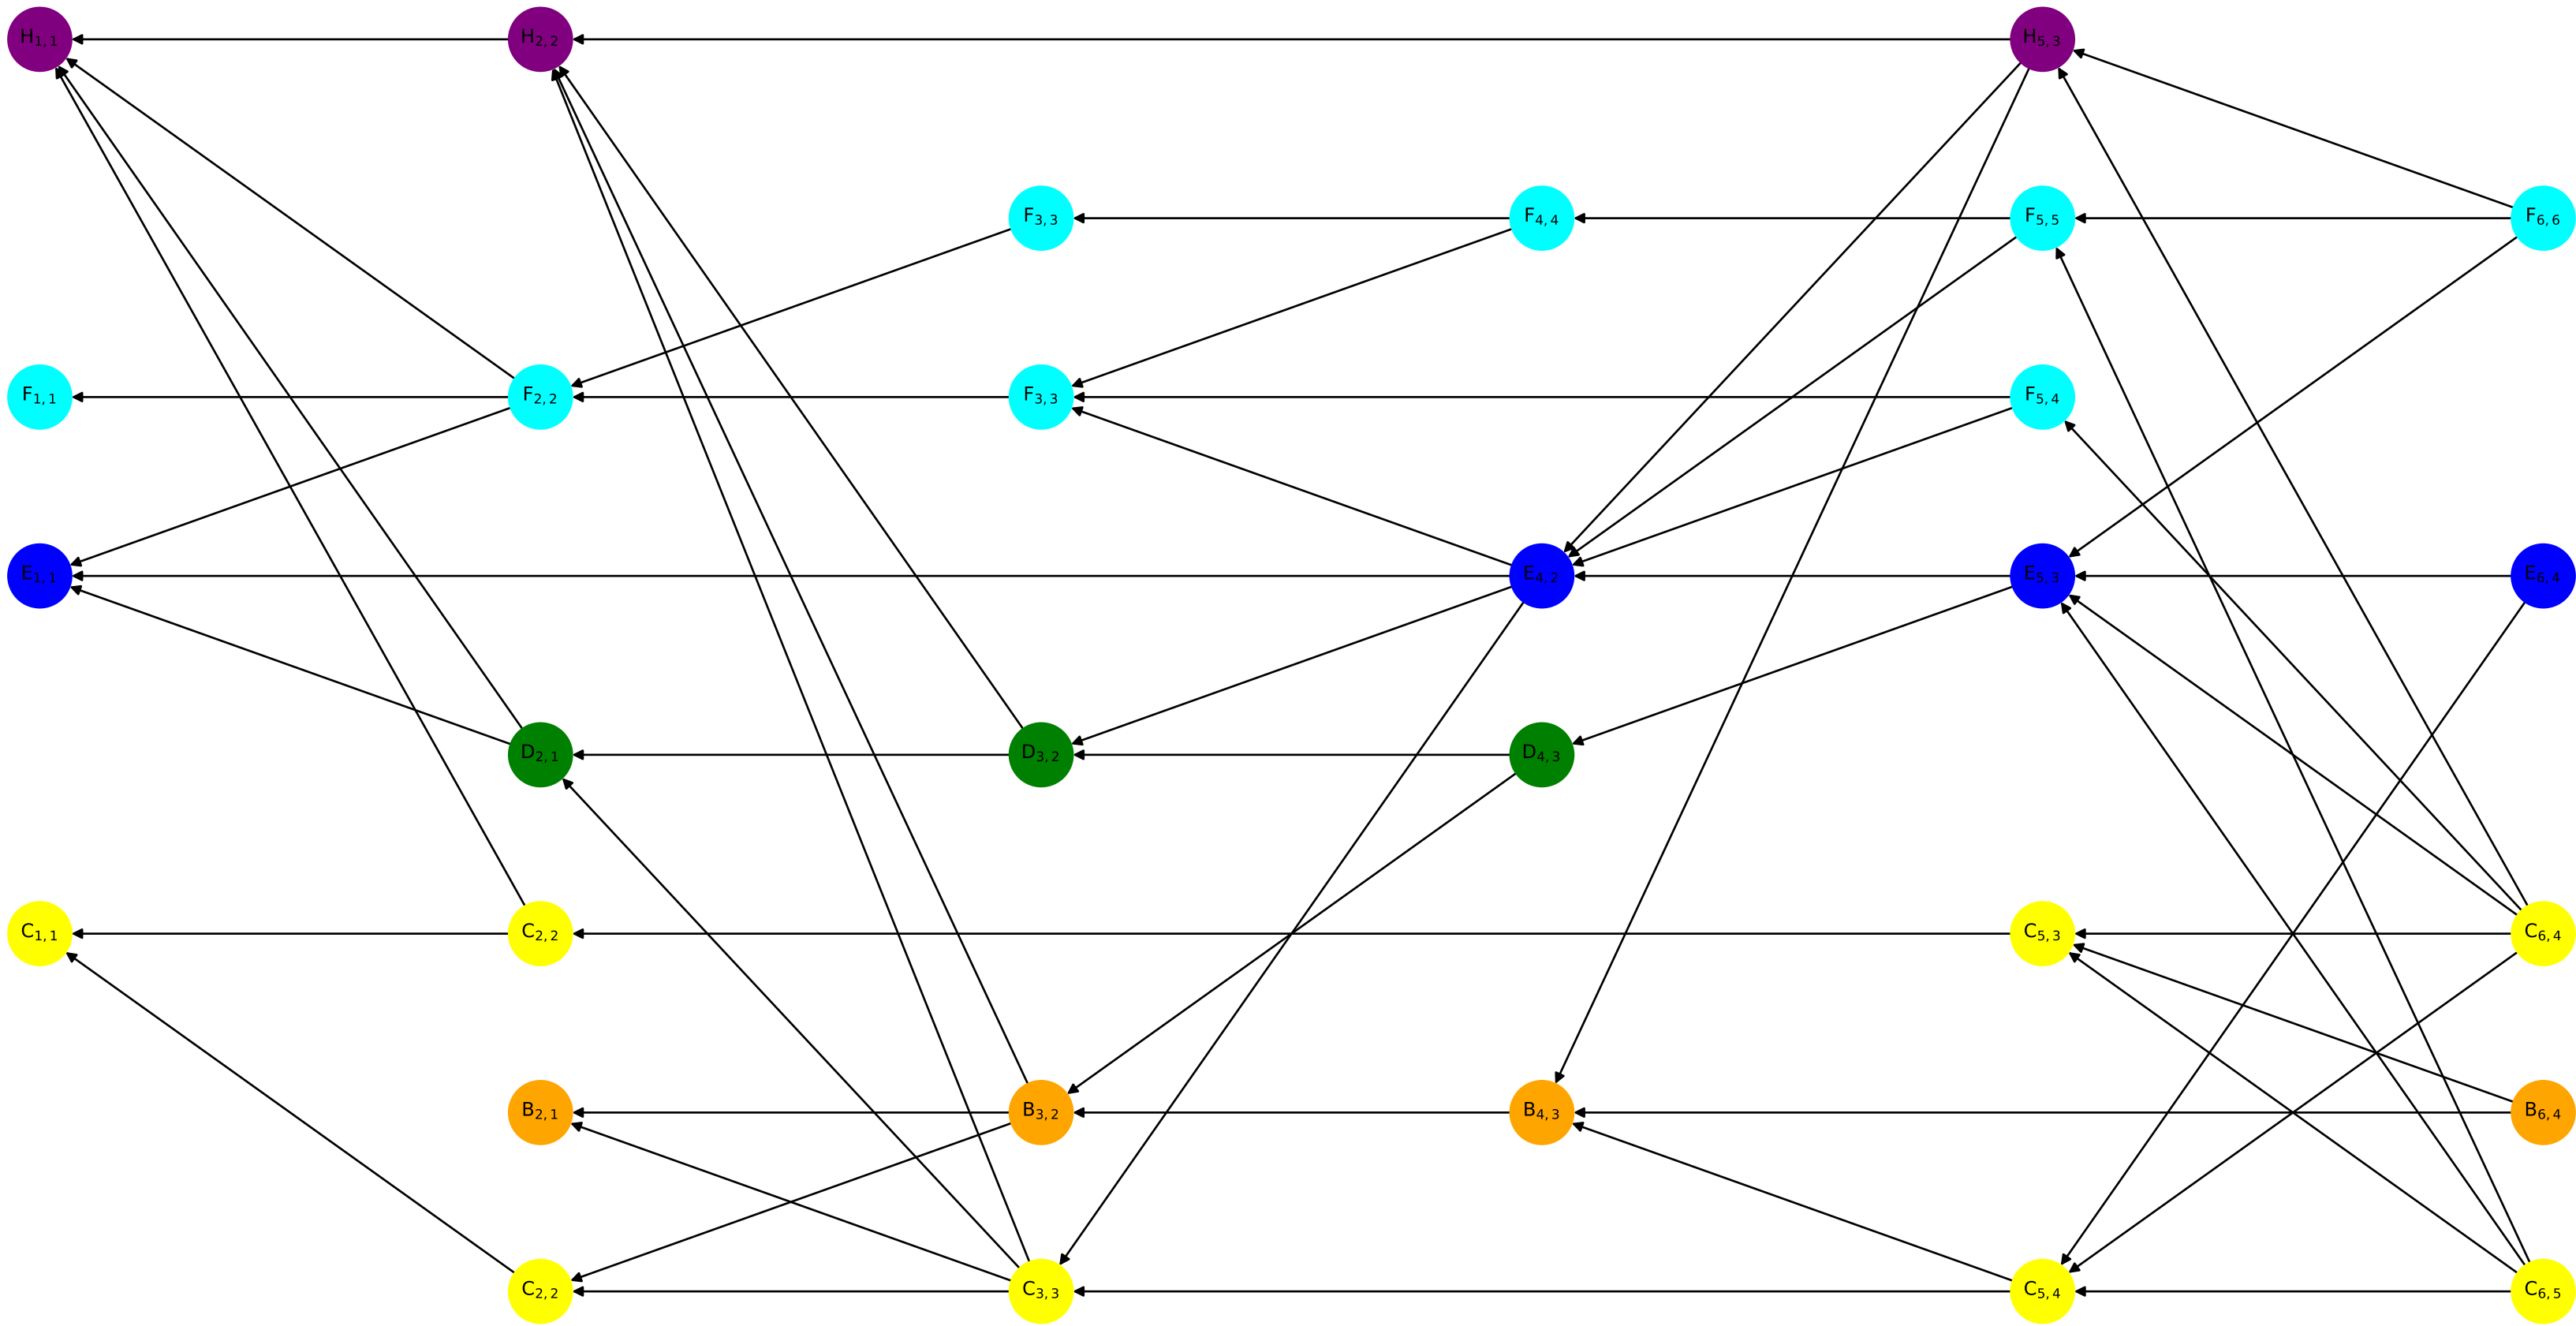 H1,1 H2,2 H5,3
F3,3 F4,4 F5,5 F6,6
F1,1 F2,2 F3,3 F5,4
E1,1 E4,2 E5,3 E6,4
D2,1 D3,2 D4,3
C1,1 C2,2 C5,3 C6,4
B2,1 B3,2 B4,3 B6,4
C2,2 C3,3 C5,4 C6,5